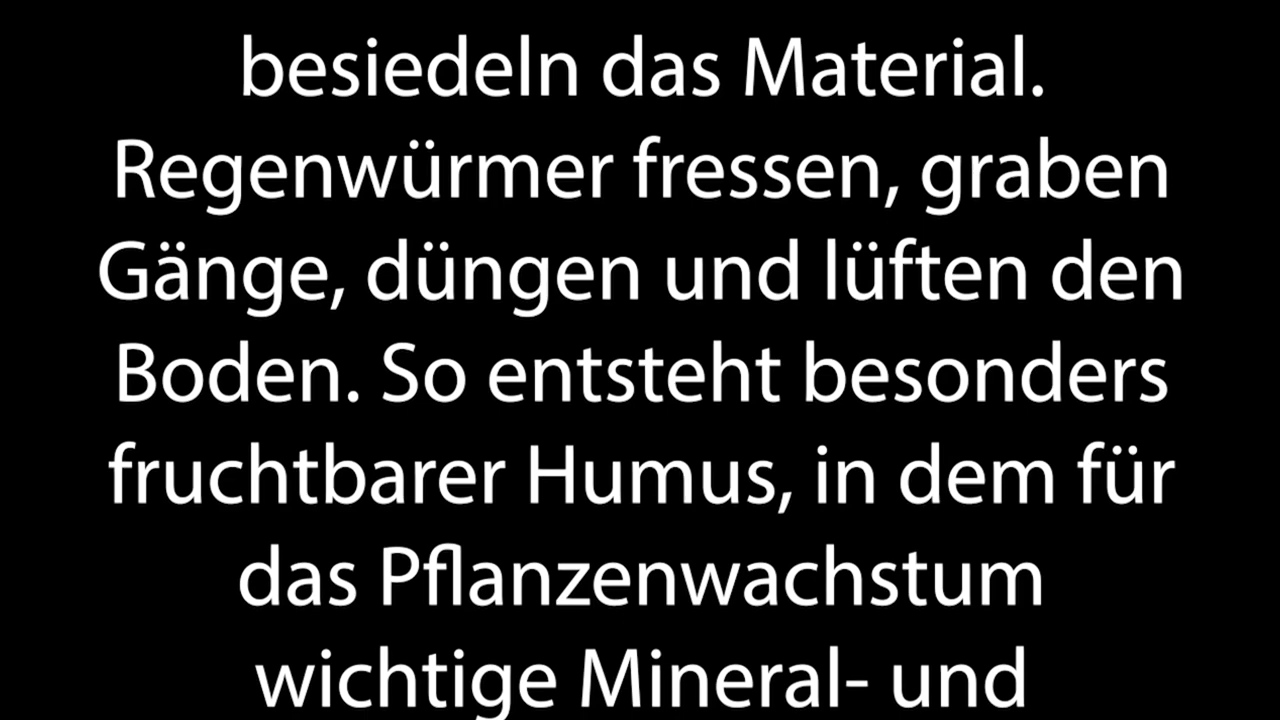 besiedeln das Material.
Regenwürmer fressen, graben
Gänge, düngen und lüften den
Boden. So entsteht besonders
fruchtbarer Humus, in dem für
das Pflanzenwachstum
wichtige Mineral- und